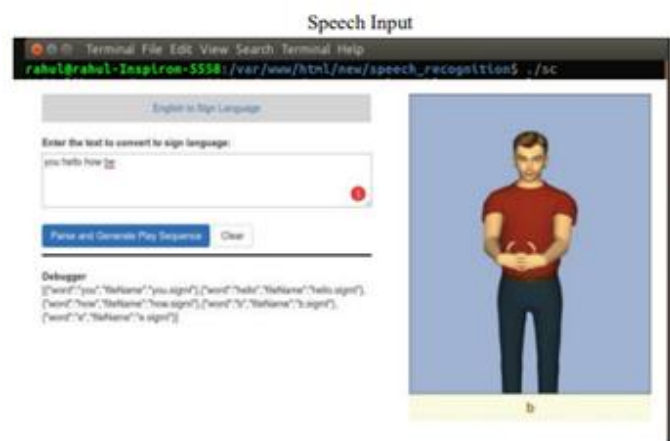 Speech Input
Terminal File Edit View Search Terminal Help
rahul@rahul-Inspiron-5558:/var/www/html/new/speech_recognition$ ./sc
English to Sign Language
Enter the text to convert to sign language:
you hello how be
Parse and Generate Play Sequence Clear
Debugger
[{"word":"you","fileName":"you.sigml"},{"word":"hello","fileName":"hello.sigml"},
{"word":"how","fileName":"how.sigml"},{"word":"b","fileName":"b.sigml"},
{"word":"e","fileName":"e.sigml"}]
b